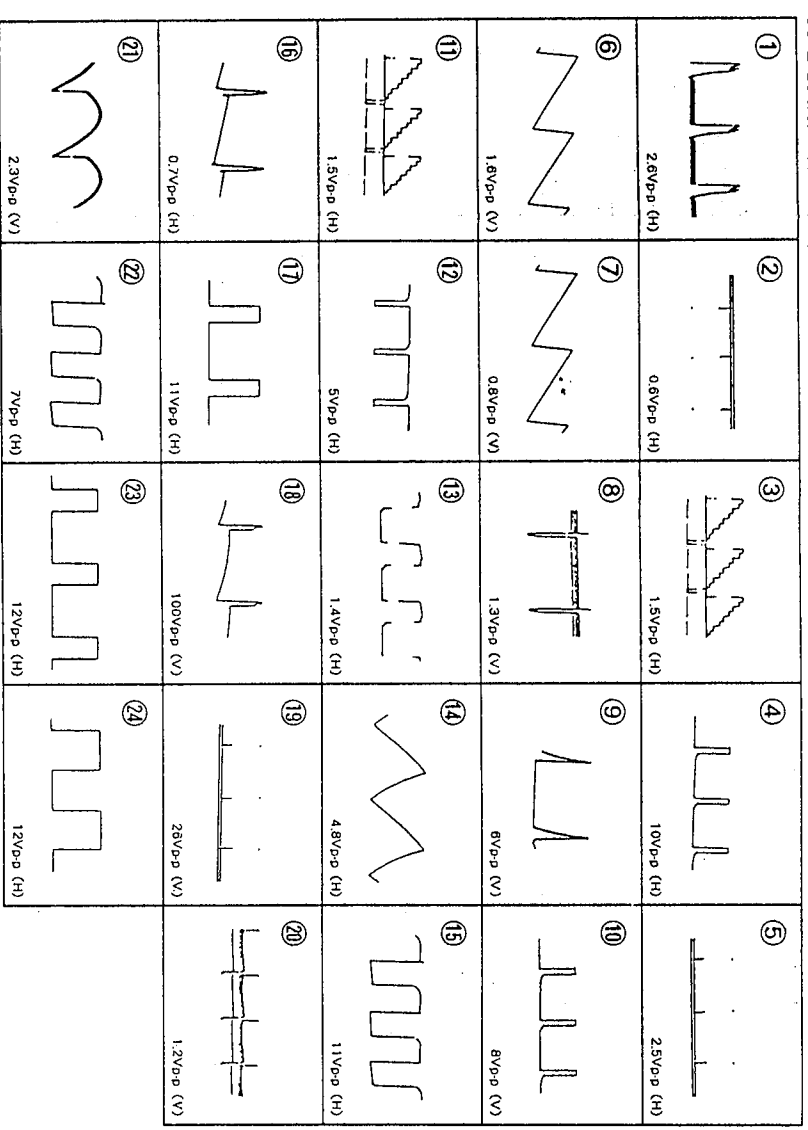 ①
2.6Vp-p (H)
②
0.6Vp-p (H)
③
1.5Vp-p (H)
④
10Vp-p (H)
⑤
2.5Vp-p (H)
⑥
1.6Vp-p (V)
⑦
0.8Vp-p (V)
⑧
1.3Vp-p (V)
⑨
6Vp-p (V)
⑩
8Vp-p (V)
⑪
1.5Vp-p (H)
⑫
5Vp-p (H)
⑬
1.4Vp-p (H)
⑭
4.8Vp-p (H)
⑮
11Vp-p (H)
⑯
0.7Vp-p (H)
⑰
11Vp-p (H)
⑱
100Vp-p (V)
⑲
26Vp-p (V)
⑳
1.2Vp-p (V)
㉑
2.3Vp-p (V)
㉒
7Vp-p (H)
㉓
12Vp-p (H)
㉔
12Vp-p (H)